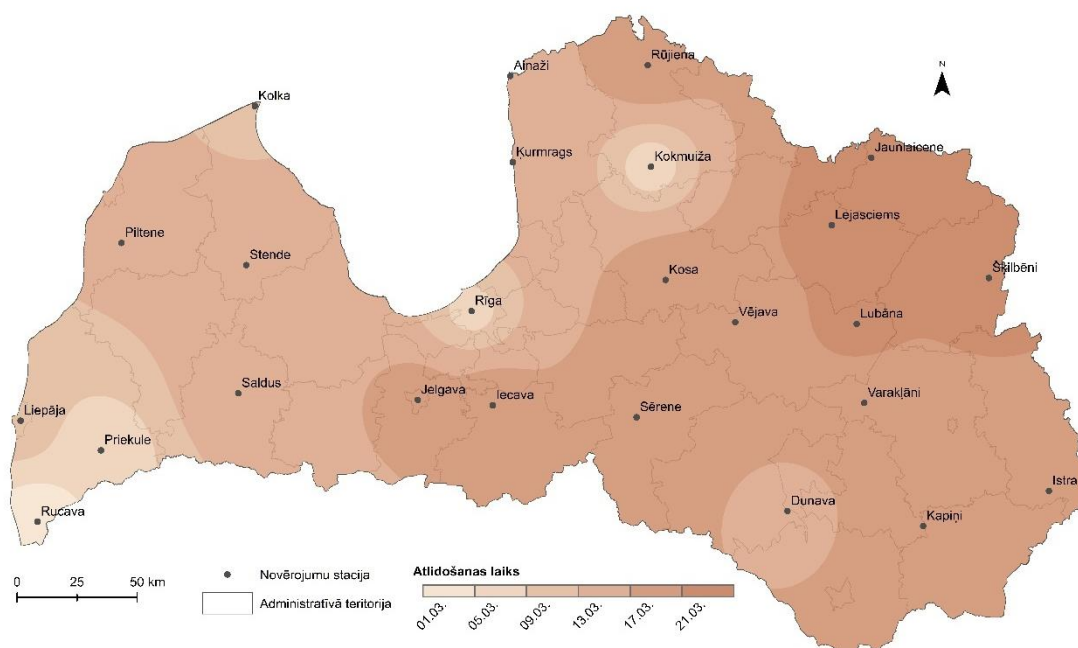 Rūjiena
Ainaži
N
Kolka
Jaunlaicene
Ķurmrags
Kokmuiža
Lejasciems
Piltene
Stende
Kosa
Šķilbēni
Rīga
Vējava
Lubāna
Saldus
Jelgava
Iecava
Varakļāni
Liepāja
Sērene
Priekule
Istra
Dunava
Rucava
Kapiņi
0 25 50 km
Novērojumu stacija
Administratīvā teritorija
Atlidošanas laiks
01.03. 05.03. 09.03. 13.03. 17.03. 21.03.